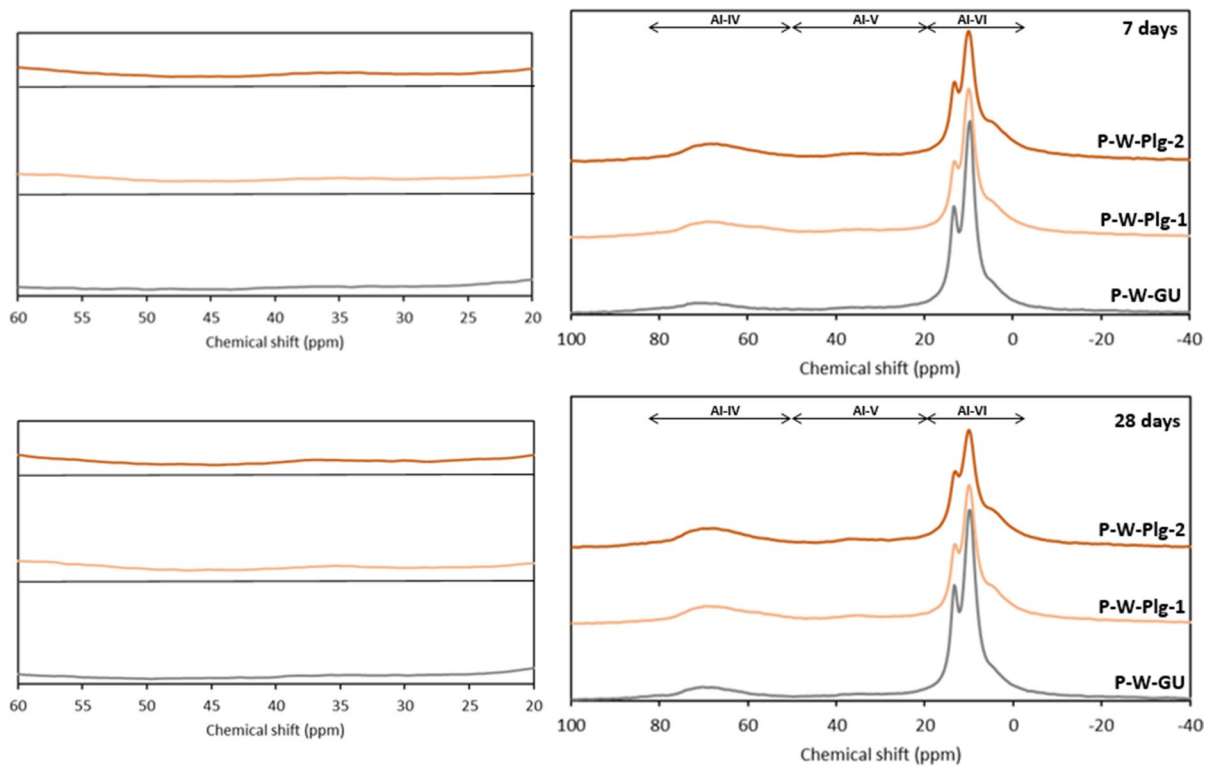 60 55 50 45 40 35 30 25 20
Chemical shift (ppm)
Al-IV Al-V Al-VI
7 days
P-W-Plg-2
P-W-Plg-1
P-W-GU
100 80 60 40 20 0 -20 -40
Chemical shift (ppm)
60 55 50 45 40 35 30 25 20
Chemical shift (ppm)
Al-IV Al-V Al-VI
28 days
P-W-Plg-2
P-W-Plg-1
P-W-GU
100 80 60 40 20 0 -20 -40
Chemical shift (ppm)